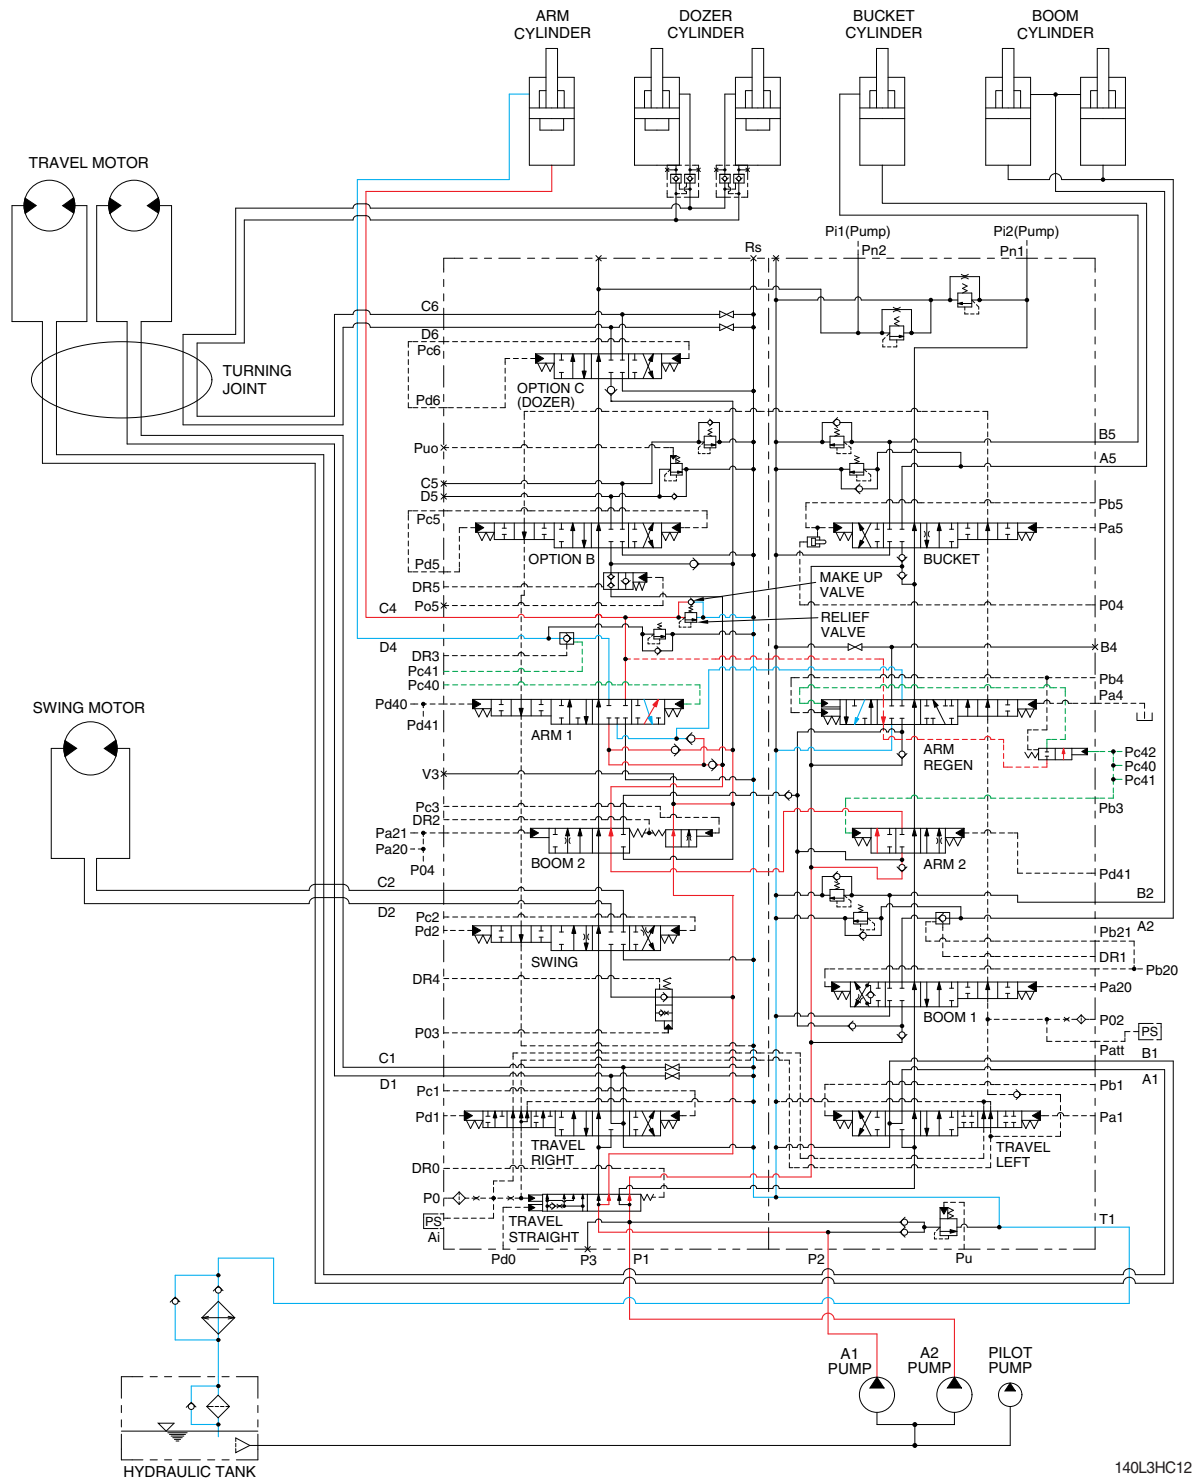 ARM
CYLINDER
DOZER
CYLINDER
BUCKET
CYLINDER
BOOM
CYLINDER
TRAVEL MOTOR
TURNING
JOINT
SWING MOTOR
Rs
Pi1(Pump)
Pn2
Pi2(Pump)
Pn1
C6
D6
Pc6
Pd6
OPTION C
(DOZER)
Puo
C5
D5
Pc5
Pd5
OPTION B
DR5
Po5
C4
D4
DR3
Pc41
Pc40
Pd40
Pd41
ARM 1
V3
Pc3
DR2
Pa21
Pa20
P04
BOOM 2
C2
D2
Pc2
Pd2
SWING
DR4
P03
C1
D1
Pc1
Pd1
TRAVEL
RIGHT
DR0
P0
PS
Ai
TRAVEL
STRAIGHT
Pd0
P3
P1
P2
Pu
B5
A5
Pb5
Pa5
BUCKET
MAKE UP
VALVE
RELIEF
VALVE
P04
B4
Pb4
Pa4
ARM
REGEN
Pc42
Pc40
Pc41
Pb3
ARM 2
Pd41
B2
A2
Pb21
DR1
Pb20
Pa20
BOOM 1
P02
PS
Patt
B1
A1
Pb1
Pa1
TRAVEL
LEFT
T1
A1
PUMP
A2
PUMP
PILOT
PUMP
HYDRAULIC TANK
140L3HC12